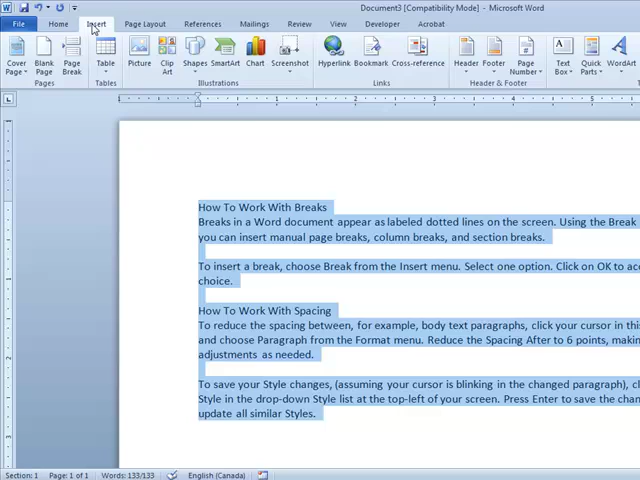 Document3 [Compatibility Mode] - Microsoft Word
File Home Insert Page Layout References Mailings Review View Developer Acrobat
Cover Page Blank Page Page Break Table Picture Clip Art Shapes SmartArt Chart Screenshot Hyperlink Bookmark Cross-reference Header Footer Page Number Text Box Quick Parts WordArt
Pages Tables Illustrations Links Header & Footer
1 1 2 3 4 5
How To Work With Breaks
Breaks in a Word document appear as labeled dotted lines on the screen. Using the Break
you can insert manual page breaks, column breaks, and section breaks.
To insert a break, choose Break from the Insert menu. Select one option. Click on OK to
choice.
How To Work With Spacing
To reduce the spacing between, for example, body text paragraphs, click your cursor in
and choose Paragraph from the Format menu. Reduce the Spacing After to 6 points,
adjustments as needed.
To save your Style changes, (assuming your cursor is blinking in the changed paragraph),
Style in the drop-down Style list at the top-left of your screen. Press Enter to save the
update all similar Styles.
Section: 1 Page: 1 of 1 Words: 133/133 English (Canada)